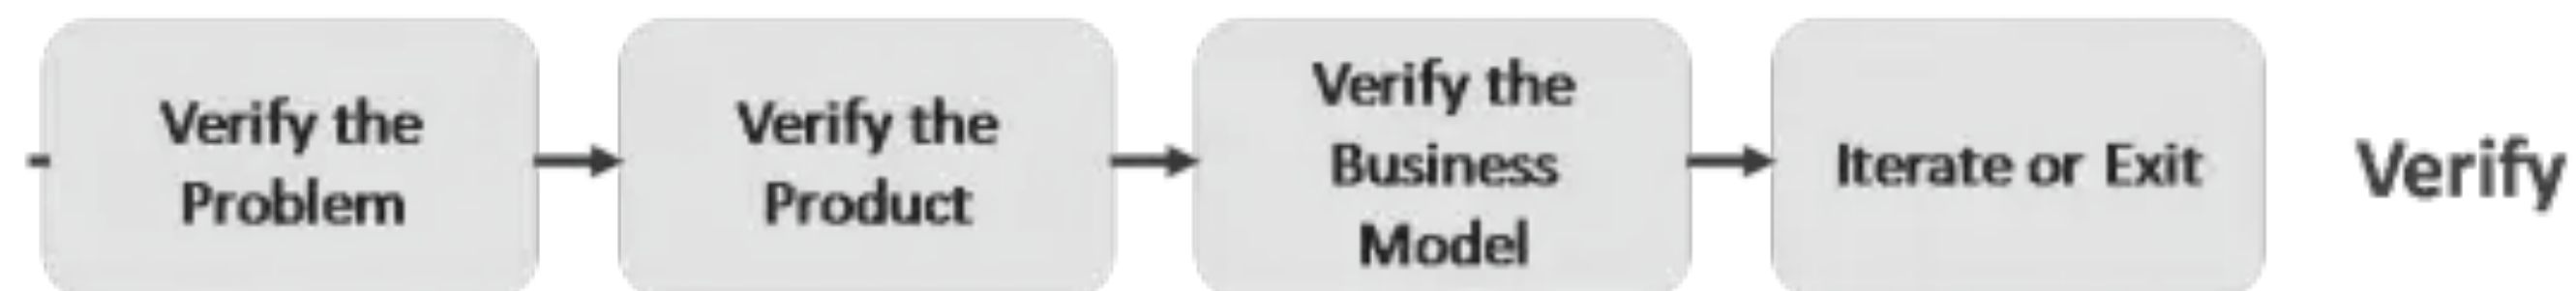 Verify the
Problem
Verify the
Product
Verify the
Business
Model
Iterate or Exit
Verify